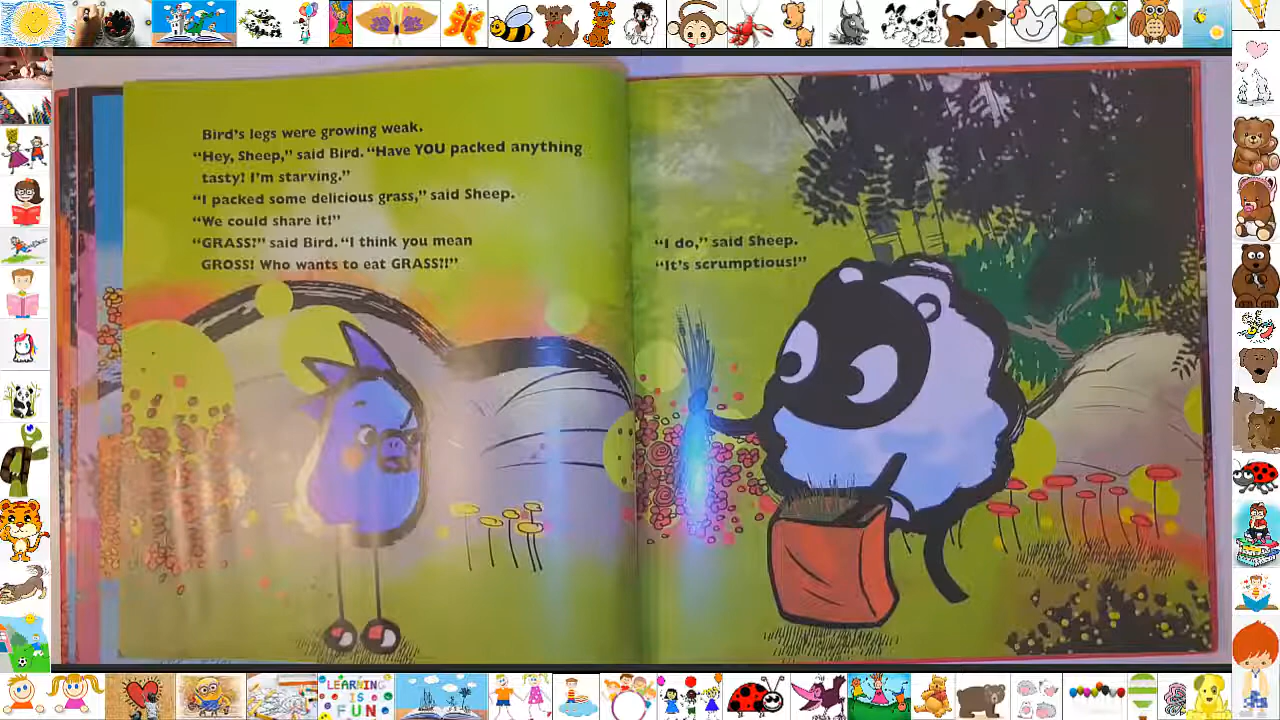 Bird's legs were growing weak.
"Hey, Sheep," said Bird. "Have YOU packed anything
tasty? I'm starving."
"I packed some delicious grass," said Sheep.
"We could share it!"
"GRASS?" said Bird. "I think you mean
GROSS! Who wants to eat GRASS?!"
"I do," said Sheep.
"It's scrumptious!"
LEARNING
IS
FUN